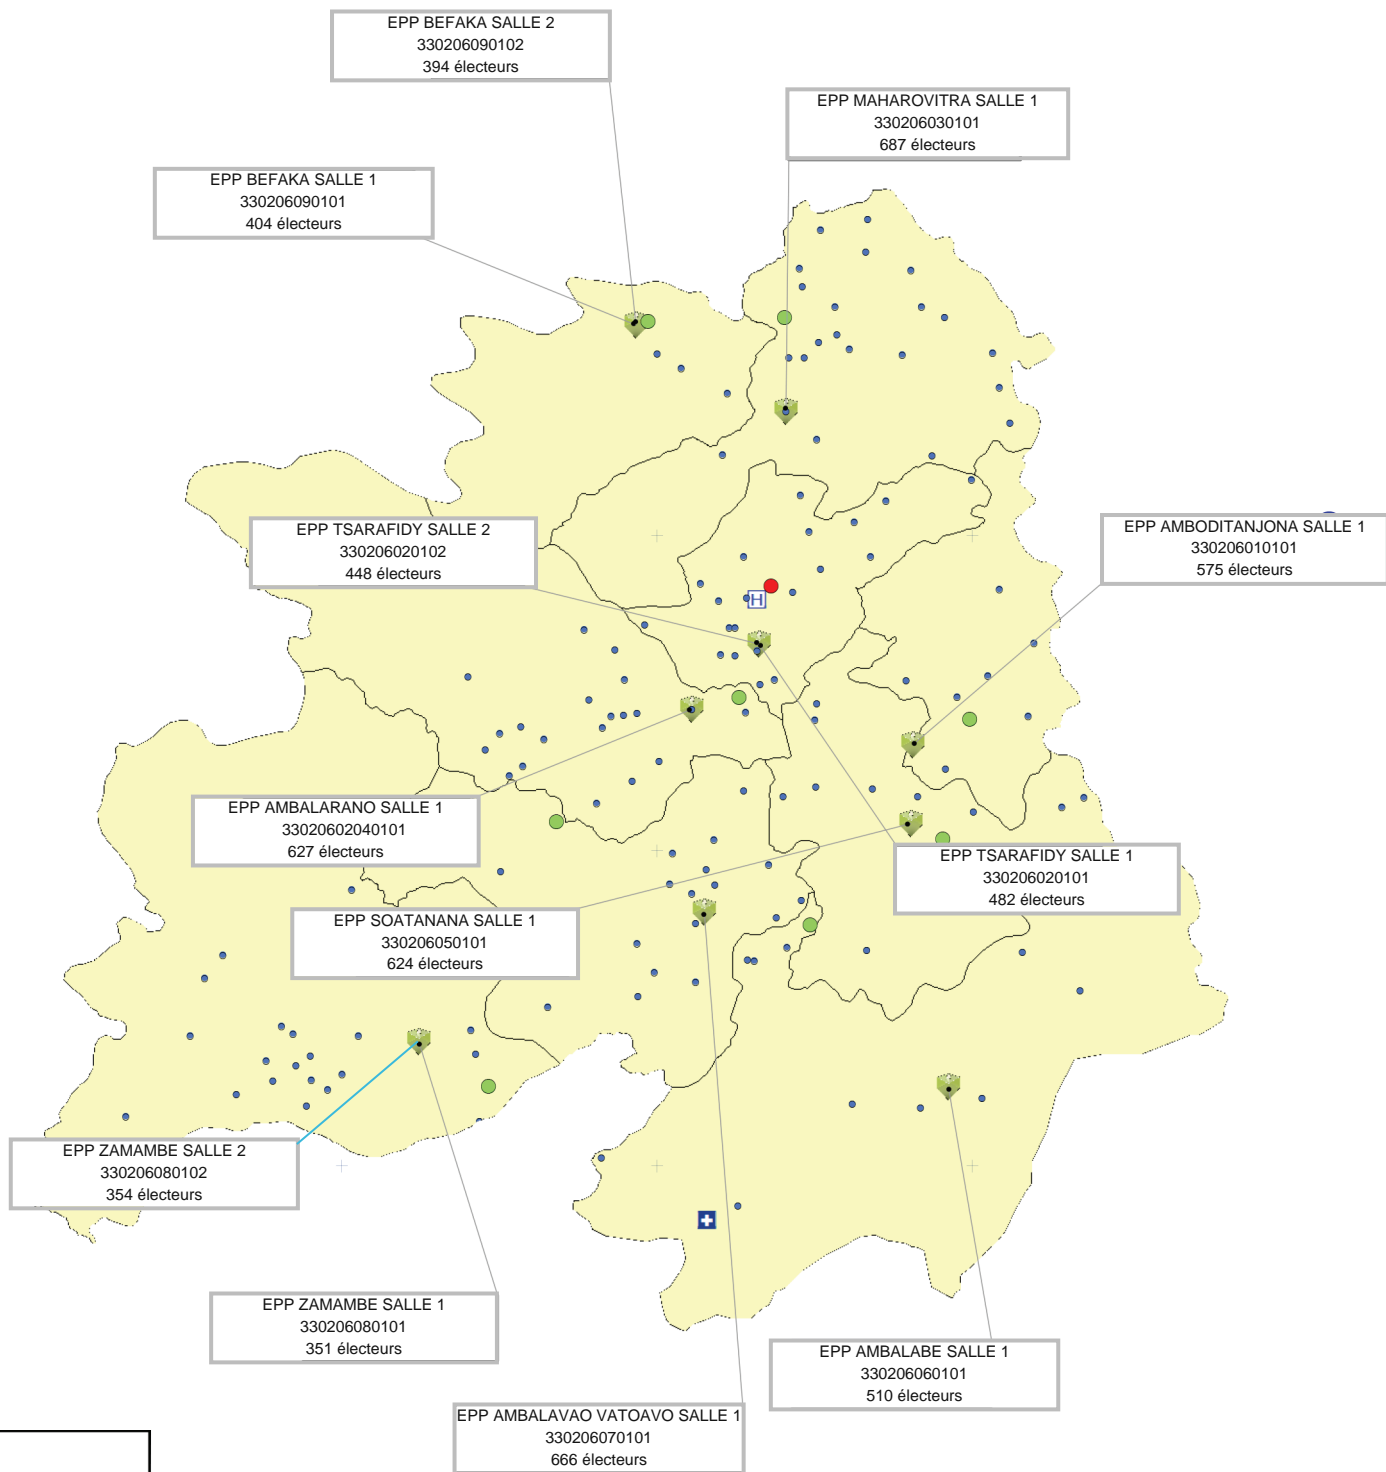 EPP BEFAKA SALLE 2
330206090102
394 électeurs
EPP MAHAROVITRA SALLE 1
330206030101
687 électeurs
EPP BEFAKA SALLE 1
330206090101
404 électeurs
EPP TSARAFIDY SALLE 2
330206020102
448 électeurs
EPP AMBODITANJONA SALLE 1
330206010101
575 électeurs
H
EPP AMBALARANO SALLE 1
33020602040101
627 électeurs
EPP TSARAFIDY SALLE 1
330206020101
482 électeurs
EPP SOATANANA SALLE 1
330206050101
624 électeurs
EPP ZAMAMBE SALLE 2
330206080102
354 électeurs
EPP ZAMAMBE SALLE 1
330206080101
351 électeurs
EPP AMBALABE SALLE 1
330206060101
510 électeurs
EPP AMBALAVAO VATOAVO SALLE 1
330206070101
666 électeurs